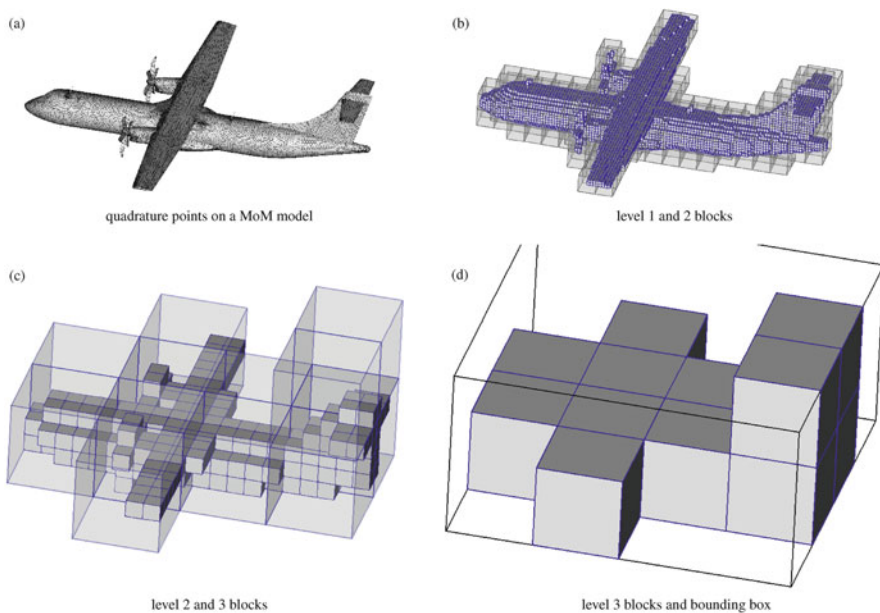 (a)
(b)
quadrature points on a MoM model
level 1 and 2 blocks
(c)
(d)
level 2 and 3 blocks
level 3 blocks and bounding box